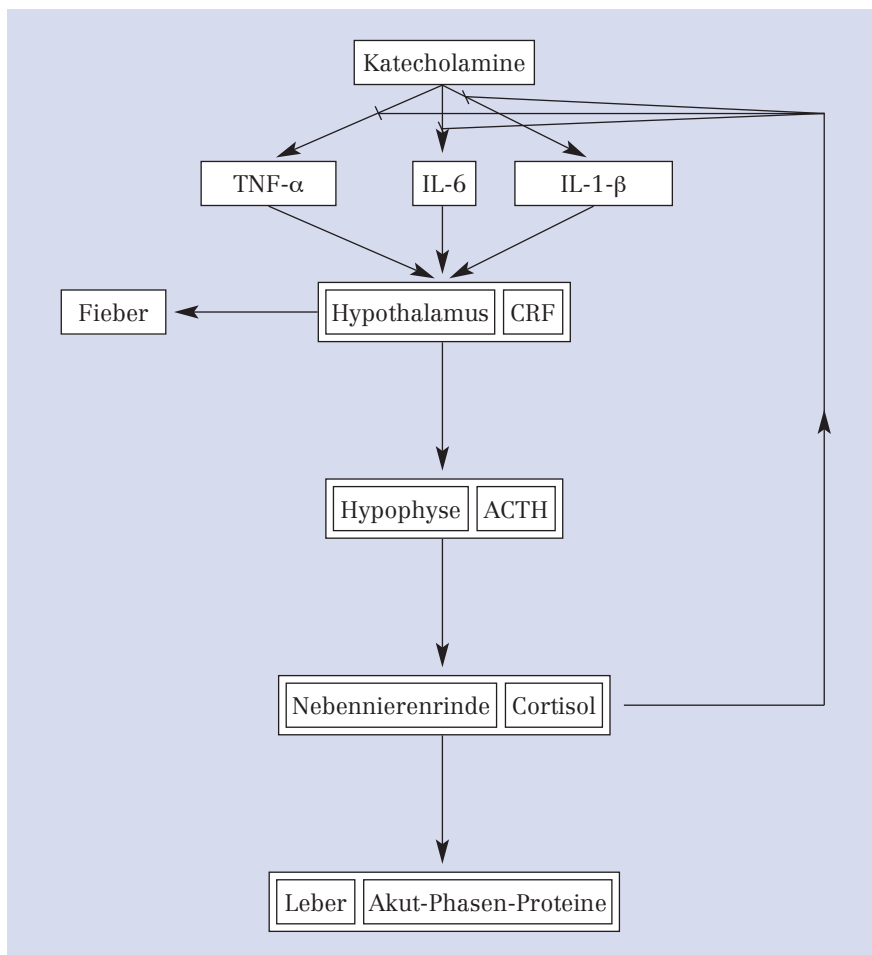 Katecholamine
TNF-α IL-6 IL-1-β
Fieber Hypothalamus CRF
Hypophyse ACTH
Nebennierenrinde Cortisol
Leber Akut-Phasen-Proteine